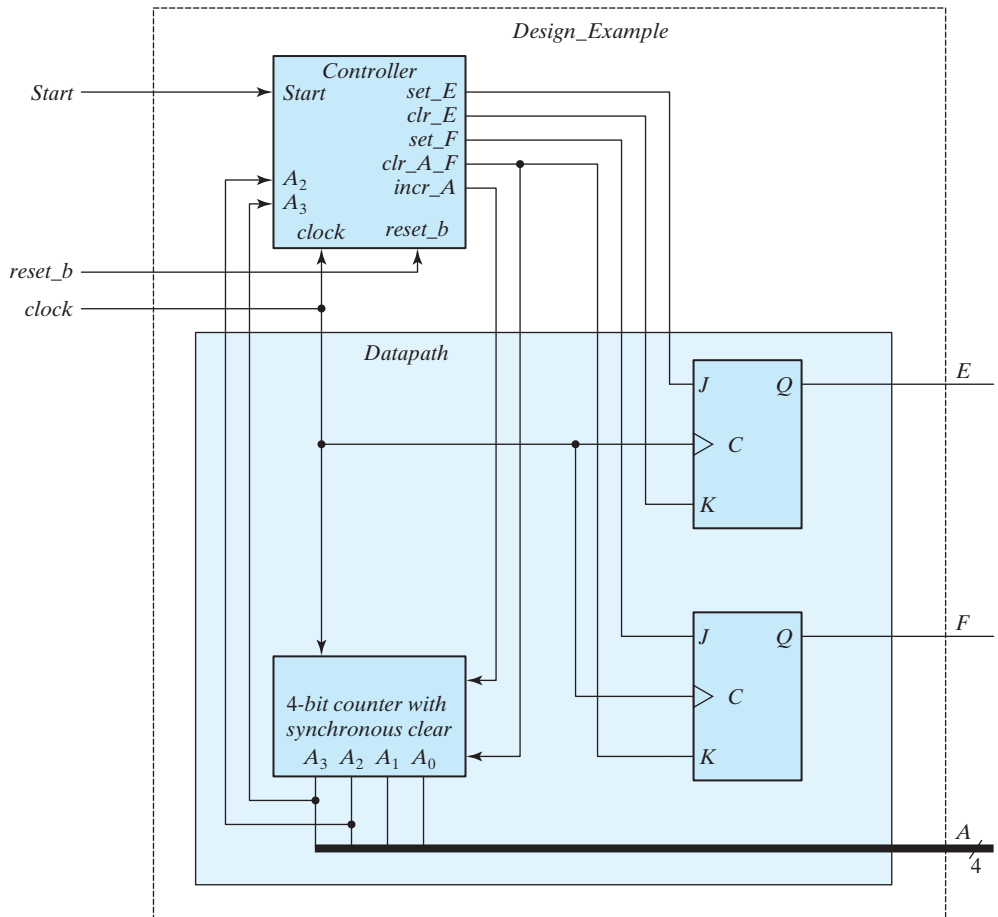 Design_Example
Controller
Start
Start
set_E
clr_E
set_F
clr_A_F
incr_A
A2
A3
clock
reset_b
reset_b
clock
Datapath
J
Q
C
K
E
J
Q
C
K
F
4-bit counter with
synchronous clear
A3 A2 A1 A0
A
4